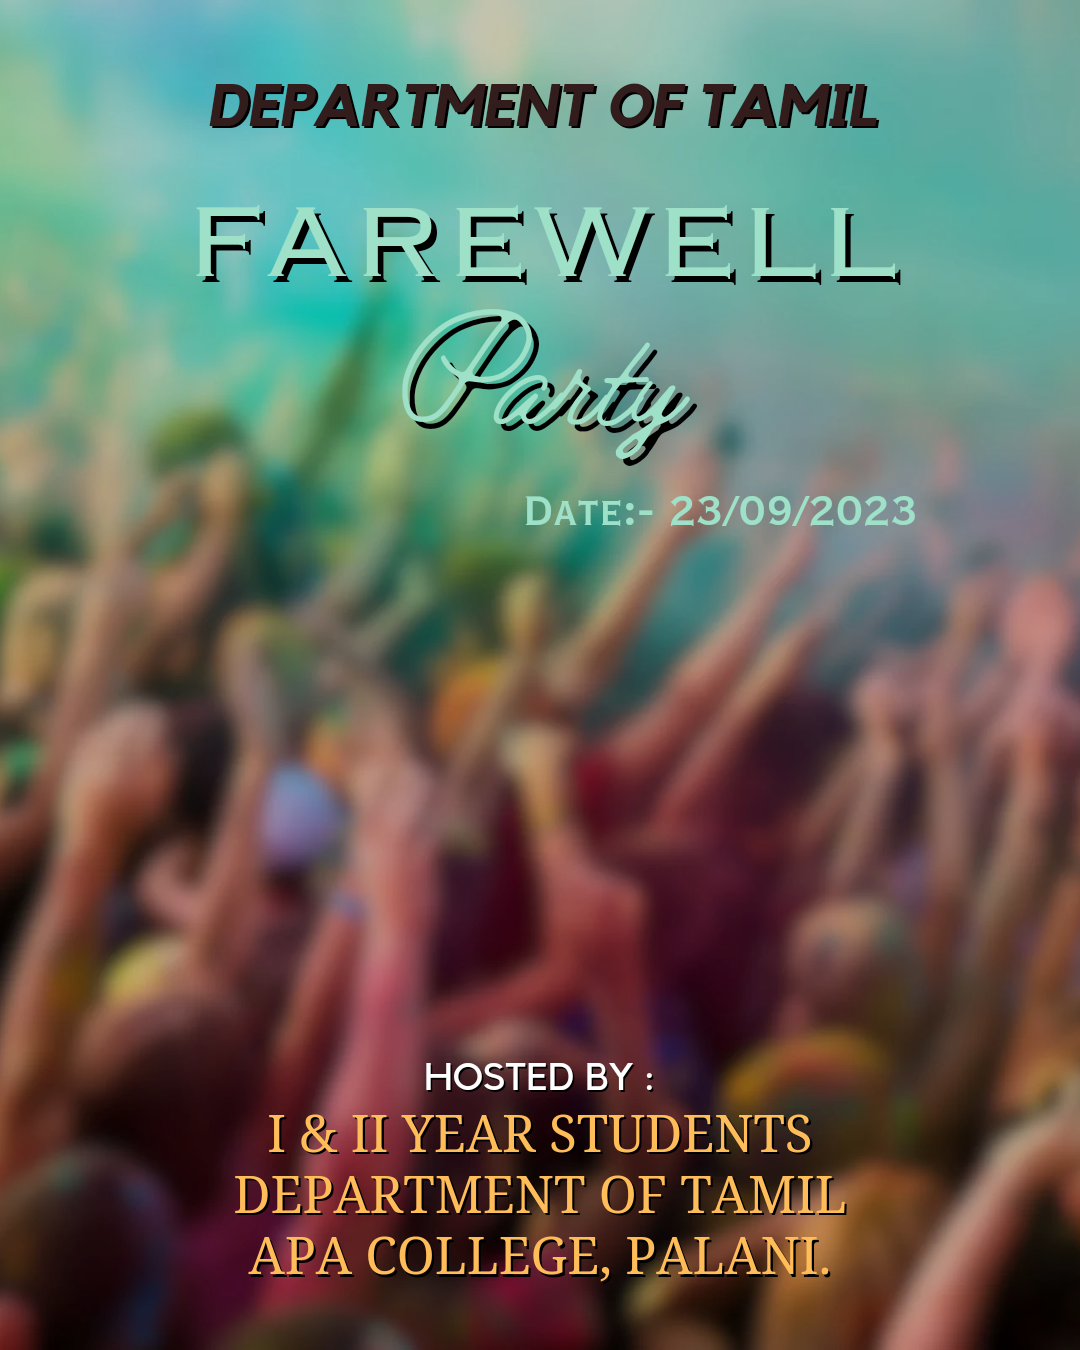 DEPARTMENT OF TAMIL
FAREWELL
Party
Date:- 23/09/2023
HOSTED BY :
I & II YEAR STUDENTS
DEPARTMENT OF TAMIL
APA COLLEGE, PALANI.